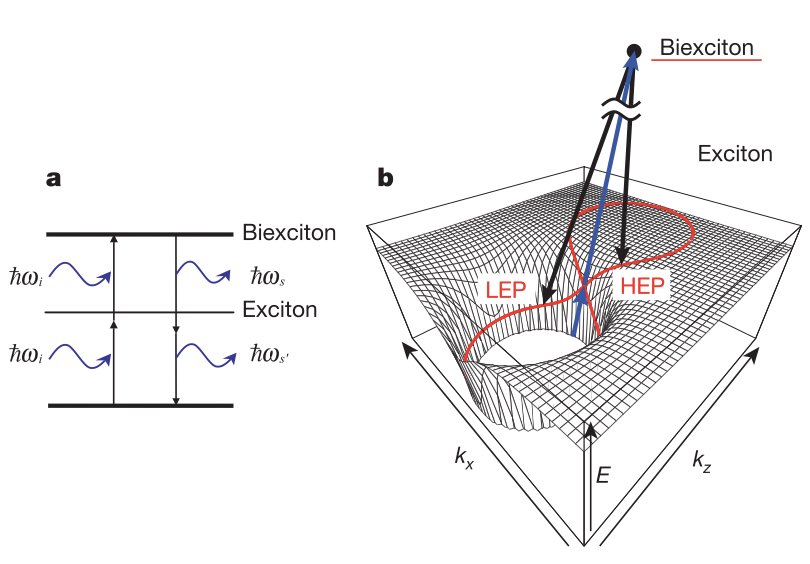 a
Biexciton
ħωi
ħωs
Exciton
ħωi
ħωs′
b
Biexciton
Exciton
LEP
HEP
kx
E
kz